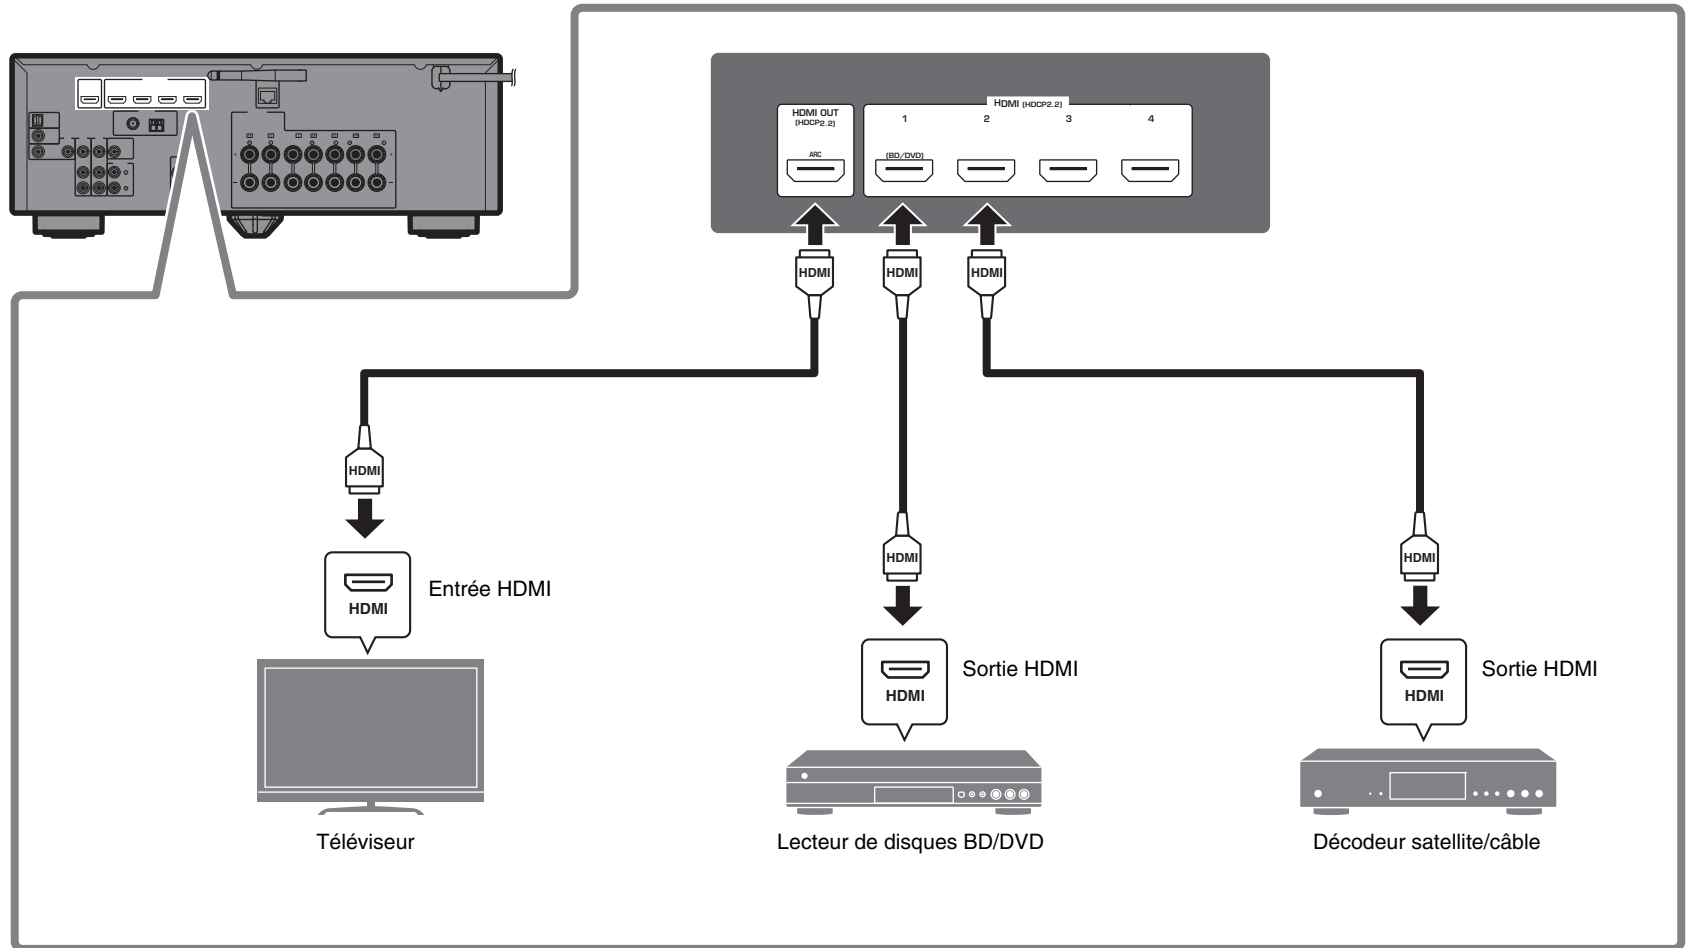 HDMI OUT
(HDCP2.2)
ARC
HDMI (HDCP2.2)
1 2 3 4
(BD/DVD)
HDMI
HDMI
HDMI
HDMI
HDMI
HDMI
HDMI
Entrée HDMI
HDMI
Sortie HDMI
HDMI
Sortie HDMI
Téléviseur
Lecteur de disques BD/DVD
Décodeur satellite/câble